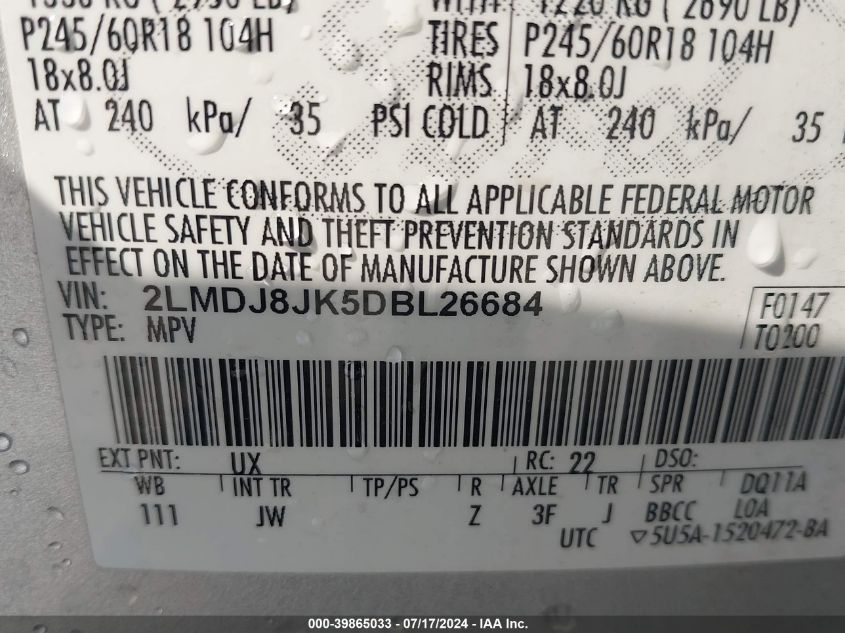 P245/60R18 104H TIRES P245/60R18 104H
18x8.0J RIMS 18x8.0J
AT 240 kPa/ 35 PSI COLD AT 240 kPa/ 35
THIS VEHICLE CONFORMS TO ALL APPLICABLE FEDERAL MOTOR
VEHICLE SAFETY AND THEFT PREVENTION STANDARDS IN
EFFECT ON THE DATE OF MANUFACTURE SHOWN ABOVE.
VIN: 2LMDJ8JK5DBL26684 F0147
TYPE: MPV T0200
EXT PNT: UX RC: 22 DSO:
WB INT TR TP/PS R AXLE TR SPR DQ11A
111 JW Z 3F J BBCC LOA
UTC ▽5U5A-1520472-BA
000-39865033 - 07/17/2024 - IAA Inc.